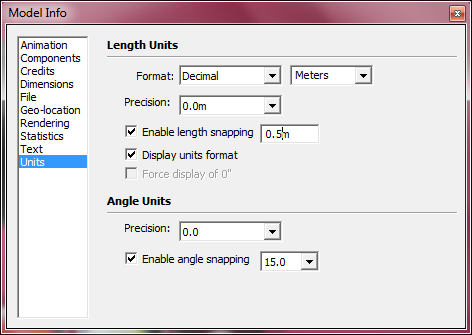 Model Info
Animation
Components
Credits
Dimensions
File
Geo-location
Rendering
Statistics
Text
Units
Length Units
Format: Decimal Meters
Precision: 0.0m
Enable length snapping 0.5m
Display units format
Force display of 0"
Angle Units
Precision: 0.0
Enable angle snapping 15.0